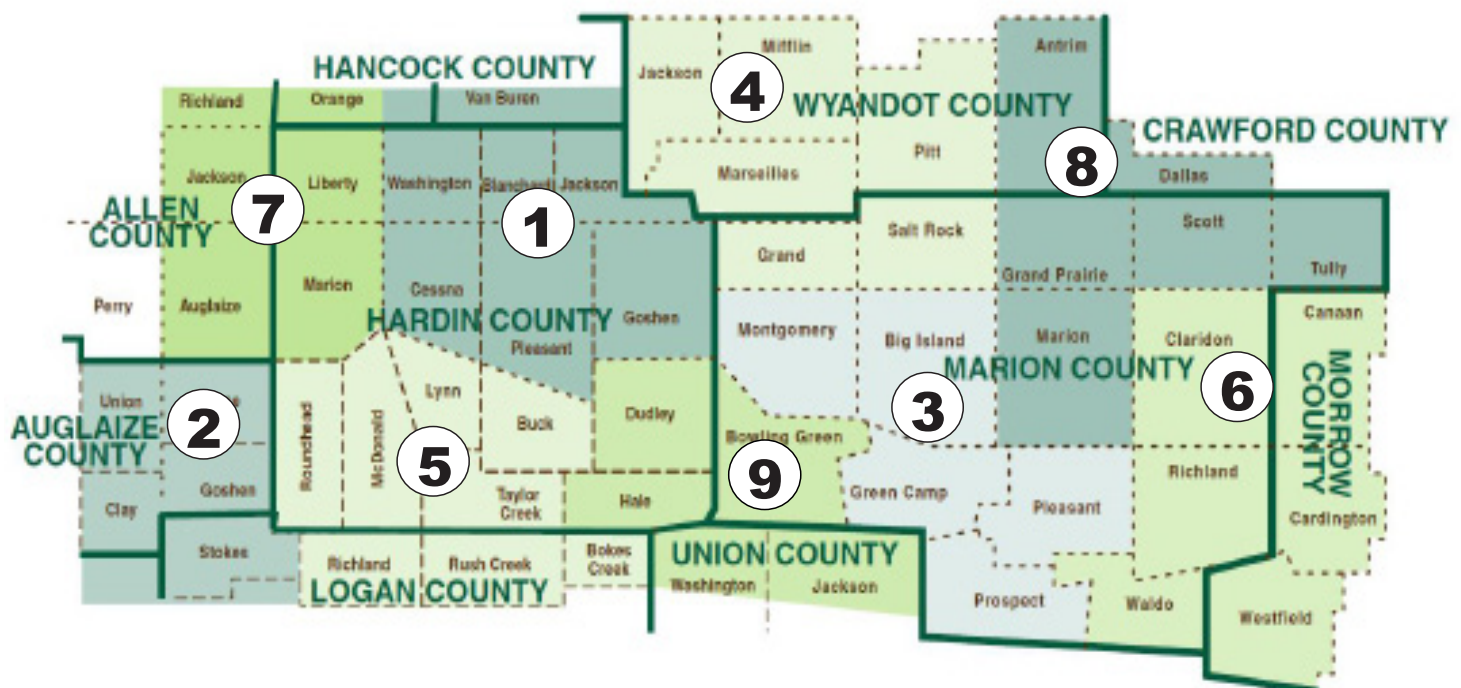 Mifflin
Antrim
HANCOCK COUNTY
Jackson
4
Richland
Orange
Van Buren
WYANDOT COUNTY
CRAWFORD COUNTY
Pitt
8
Jackson
Liberty
Washington
Blanchard
Jackson
Marseilles
Dallas
ALLEN
COUNTY
7
1
Scott
Salt Rock
Grand
Grand Prairie
Tully
Perry
Auglaize
Marion
Cessna
HARDIN COUNTY
Goshen
Pleasant
Montgomery
Big Island
Marion
Claridon
Canaan
MARION COUNTY
6
MORROW
COUNTY
Union
2
AUGLAIZE
COUNTY
Lynn
Buck
Dudley
3
Roundhead
McDonald
5
Bowling Green
9
Richland
Goshen
Clay
Taylor
Creek
Hale
Green Camp
Pleasant
Cardington
Stokes
Richland
Rush Creek
Bokes
Creek
LOGAN COUNTY
UNION COUNTY
Washington
Jackson
Prospect
Waldo
Westfield